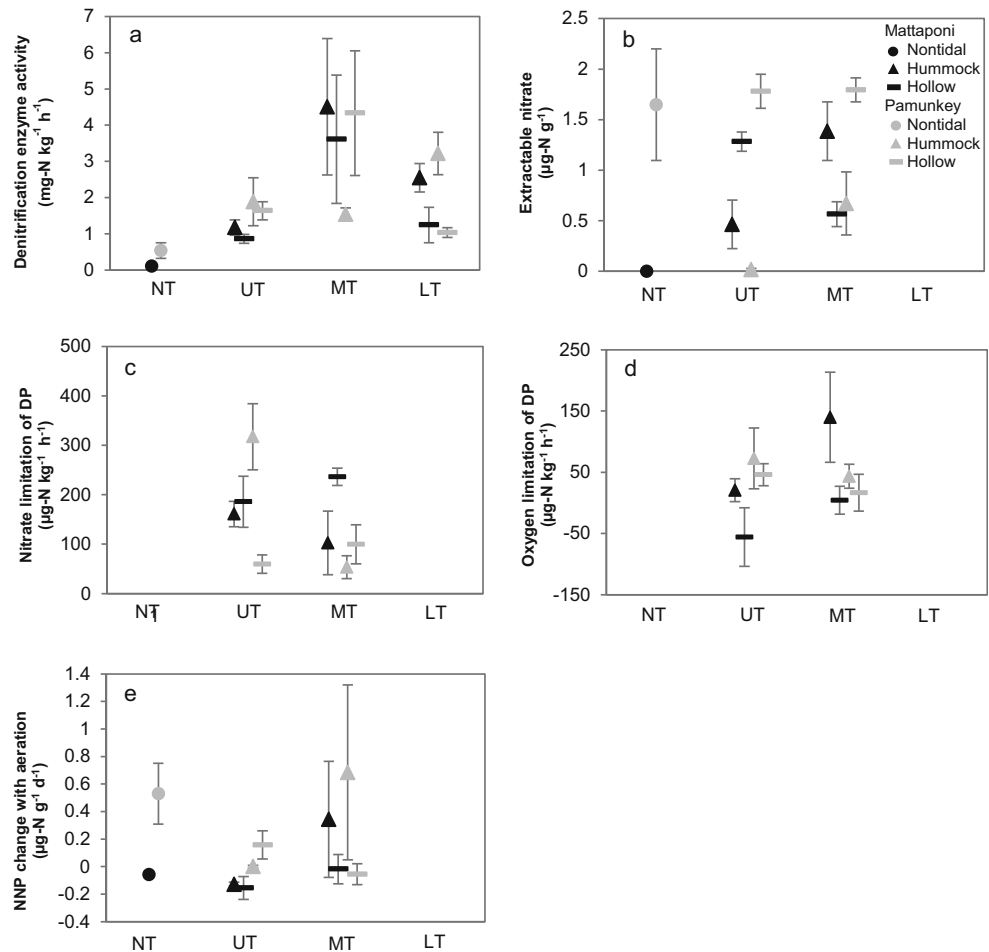 a
Denitrification enzyme activity
(mg-N kg-1 h-1)
7
6
5
4
3
2
1
0
NT UT MT LT
b
Extractable nitrate
(µg-N g-1)
2.5
2
1.5
1
0.5
0
NT UT MT LT
Mattaponi
Nontidal
Hummock
Hollow
Pamunkey
Nontidal
Hummock
Hollow
c
Nitrate limitation of DP
(µg-N kg-1 h-1)
500
400
300
200
100
0
NT UT MT LT
d
Oxygen limitation of DP
(µg-N kg-1 h-1)
250
150
50
-50
-150
NT UT MT LT
e
NNP change with aeration
(µg-N g-1 d-1)
1.4
1.2
1
0.8
0.6
0.4
0.2
0
-0.2
-0.4
NT UT MT LT